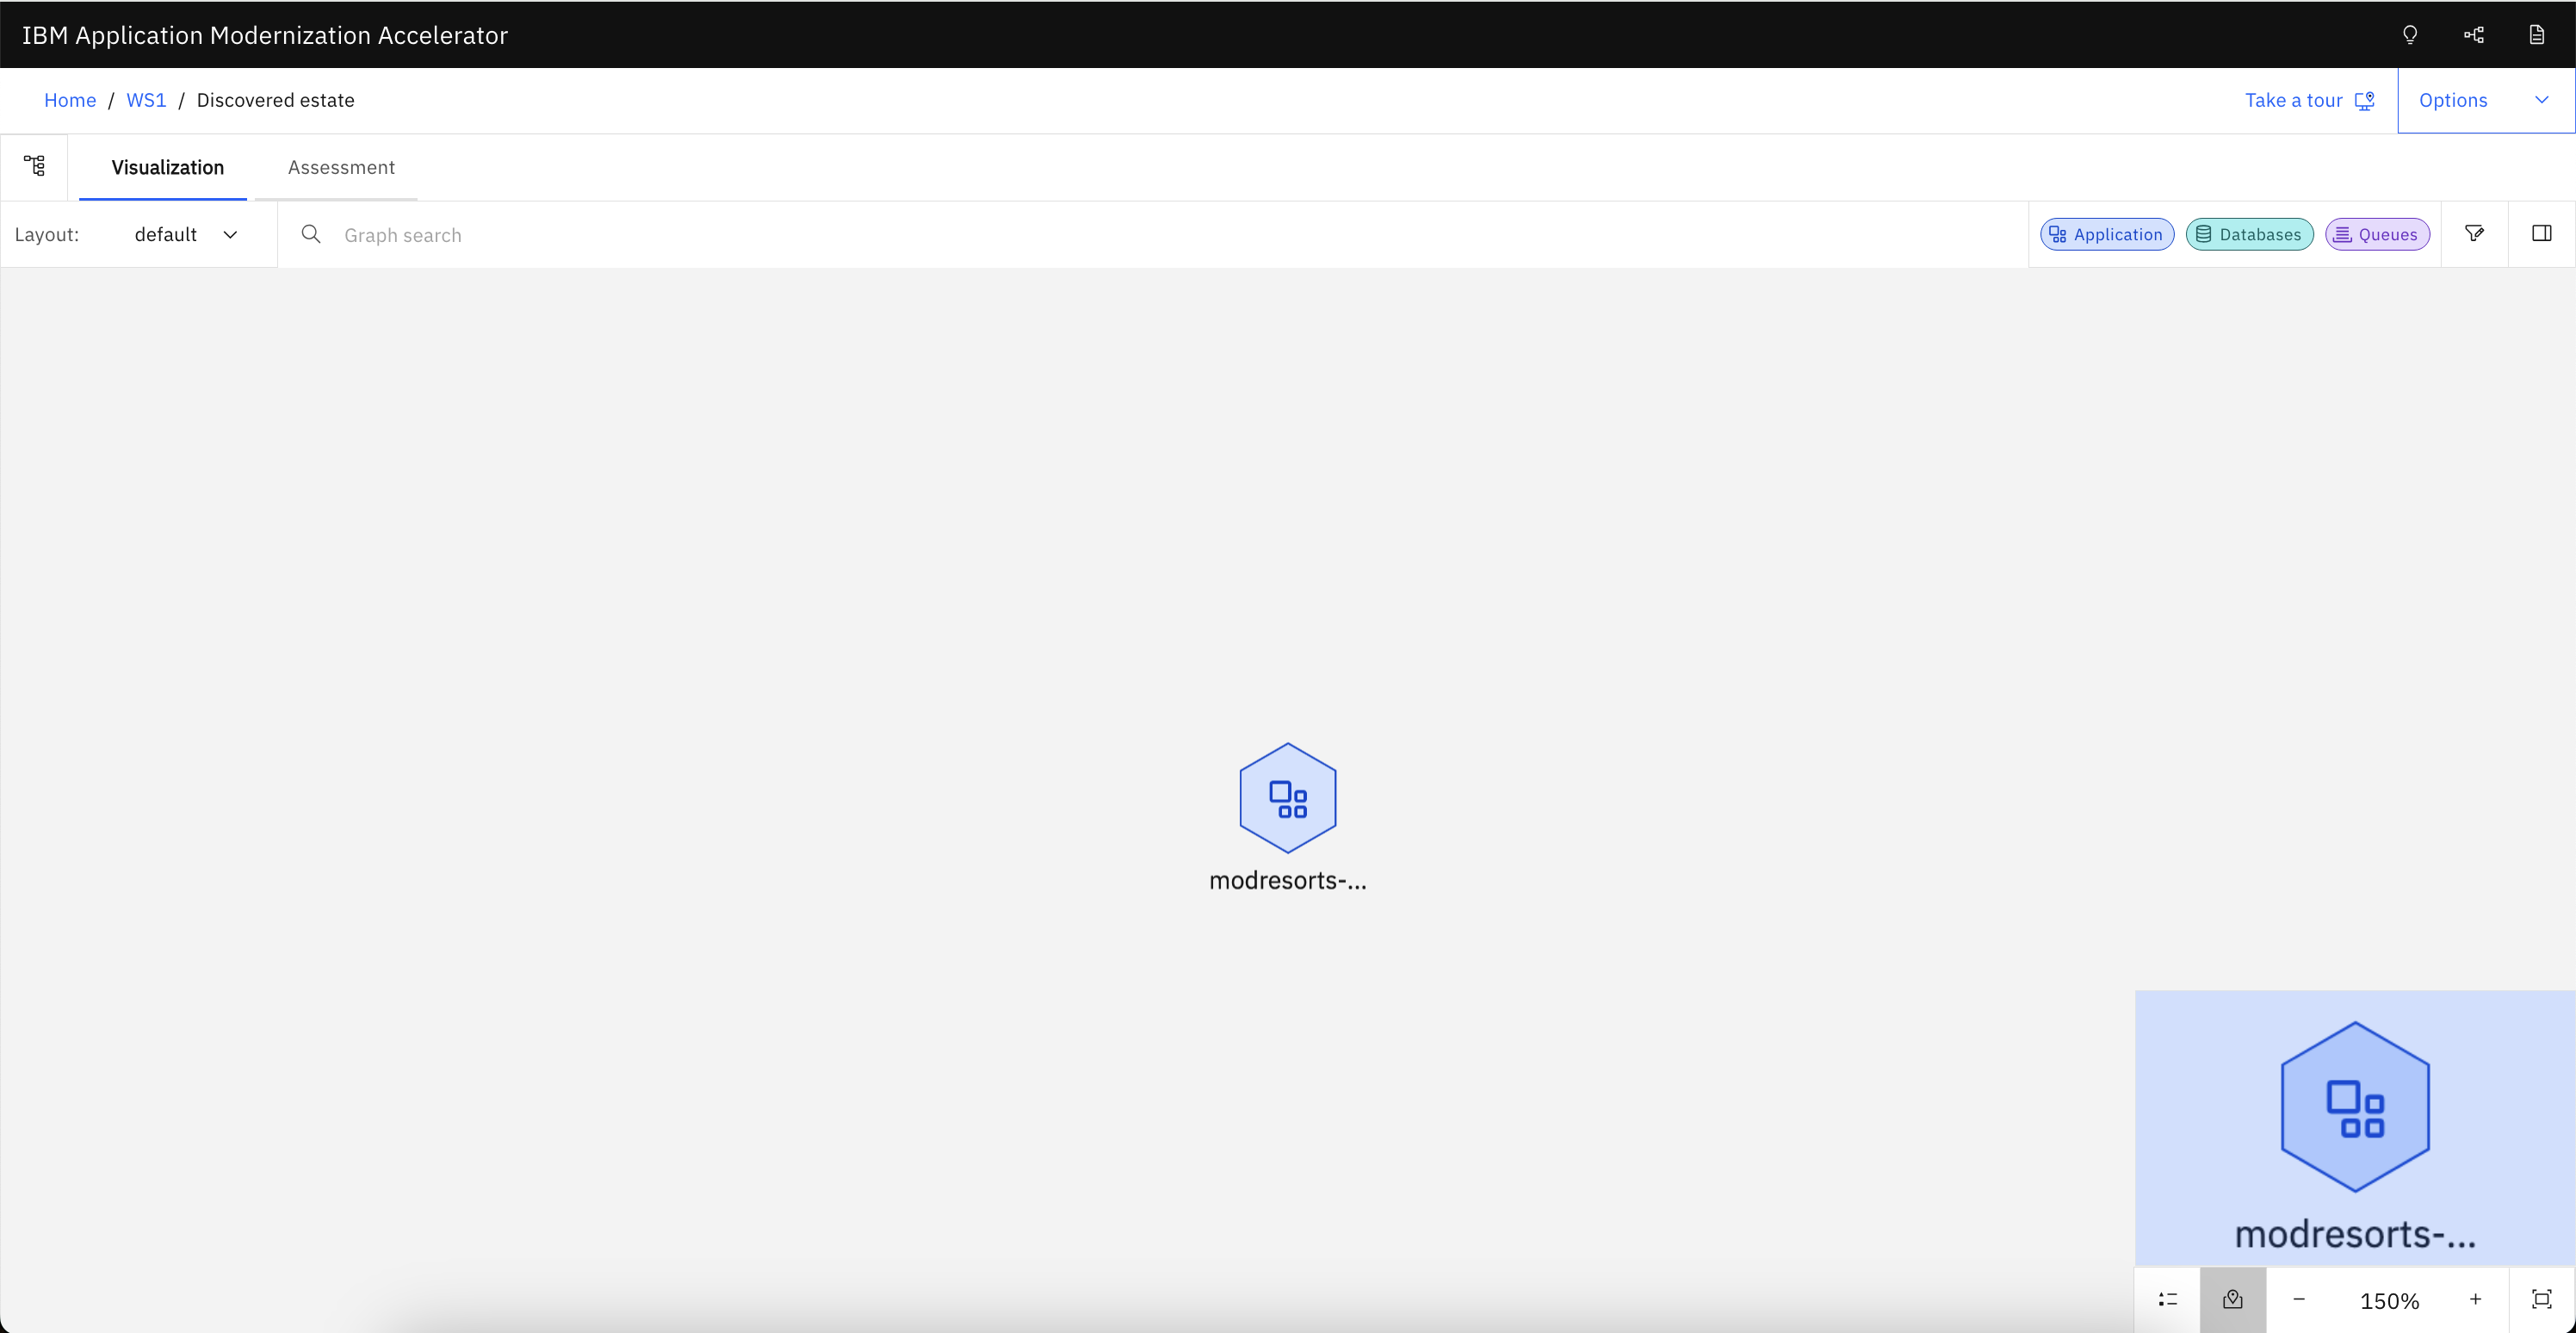 IBM Application Modernization Accelerator
Home / WS1 / Discovered estate
Take a tour
Options
Visualization
Assessment
Layout: default
Graph search
Application
Databases
Queues
modresorts-...
modresorts-...
150%